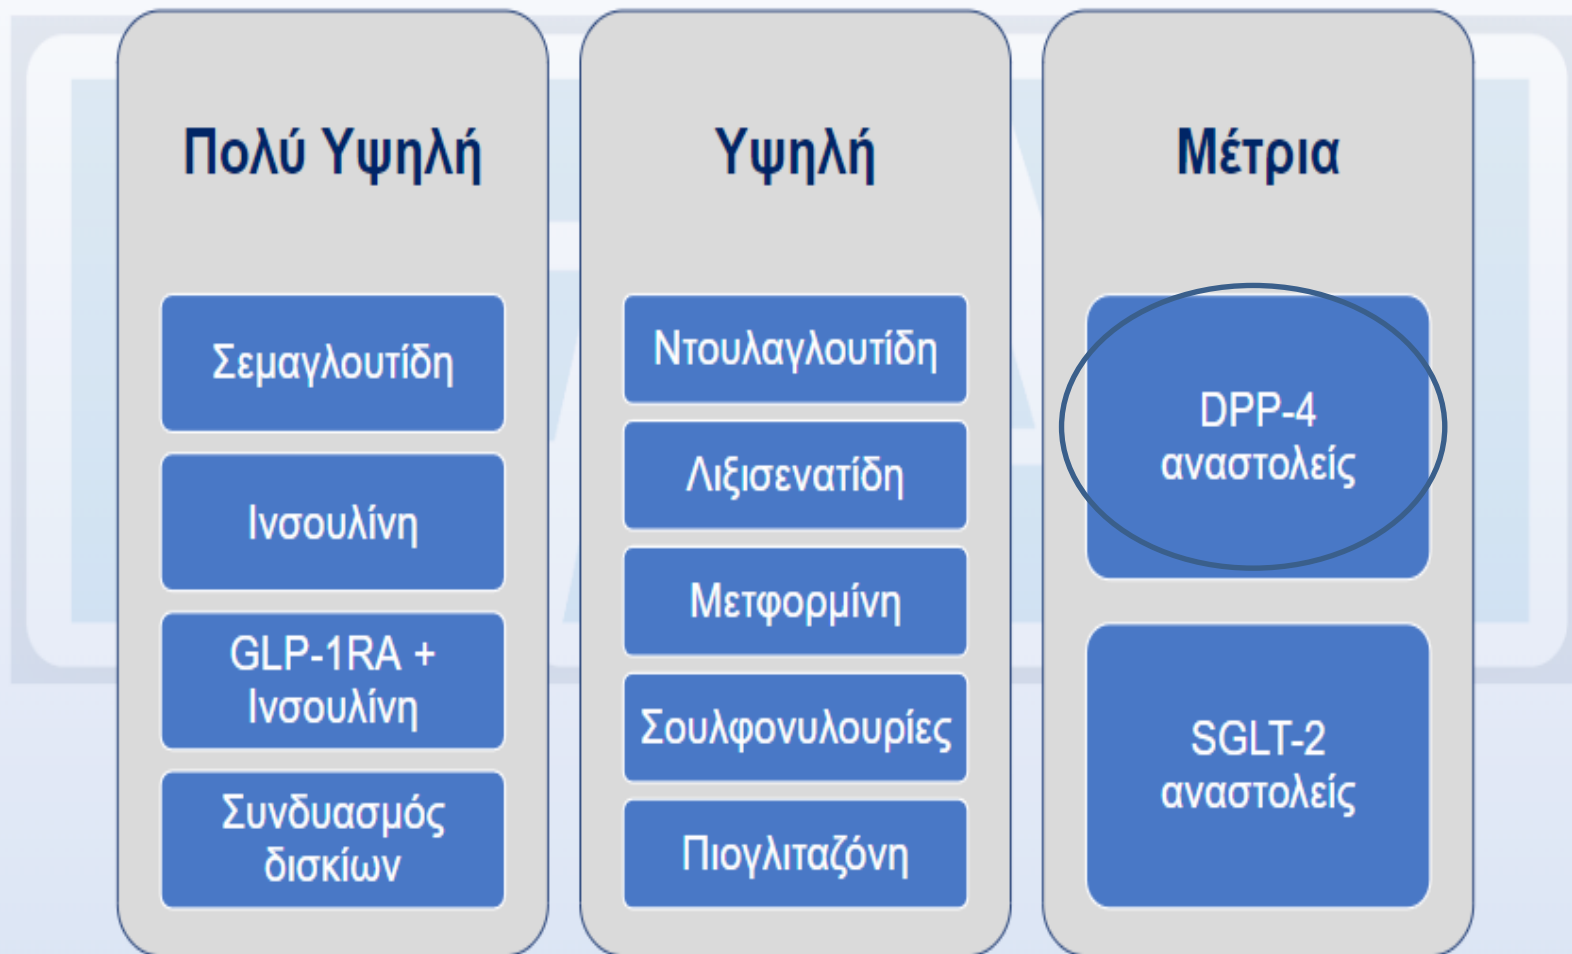 Πολύ Υψηλή
Σεμαγλουτίδη
Ινσουλίνη
GLP-1RA +
Ινσουλίνη
Συνδυασμός
δισκίων
Υψηλή
Ντουλαγλουτίδη
Λιξισενατίδη
Μετφορμίνη
Σουλφονυλουρίες
Πιογλιταζόνη
Μέτρια
DPP-4
αναστολείς
SGLT-2
αναστολείς